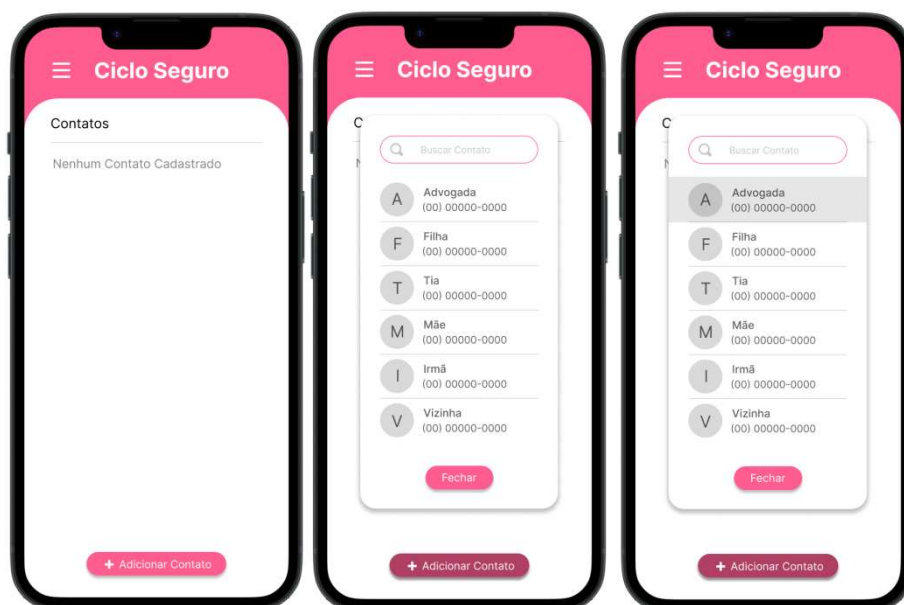 Ciclo Seguro
Contatos
Nenhum Contato Cadastrado
+ Adicionar Contato
Ciclo Seguro
C
N
Buscar Contato
A
Advogada
(00) 00000-0000
F
Filha
(00) 00000-0000
T
Tia
(00) 00000-0000
M
Mãe
(00) 00000-0000
I
Irmã
(00) 00000-0000
V
Vizinha
(00) 00000-0000
Fechar
+ Adicionar Contato
Ciclo Seguro
C
N
Buscar Contato
A
Advogada
(00) 00000-0000
F
Filha
(00) 00000-0000
T
Tia
(00) 00000-0000
M
Mãe
(00) 00000-0000
I
Irmã
(00) 00000-0000
V
Vizinha
(00) 00000-0000
Fechar
+ Adicionar Contato